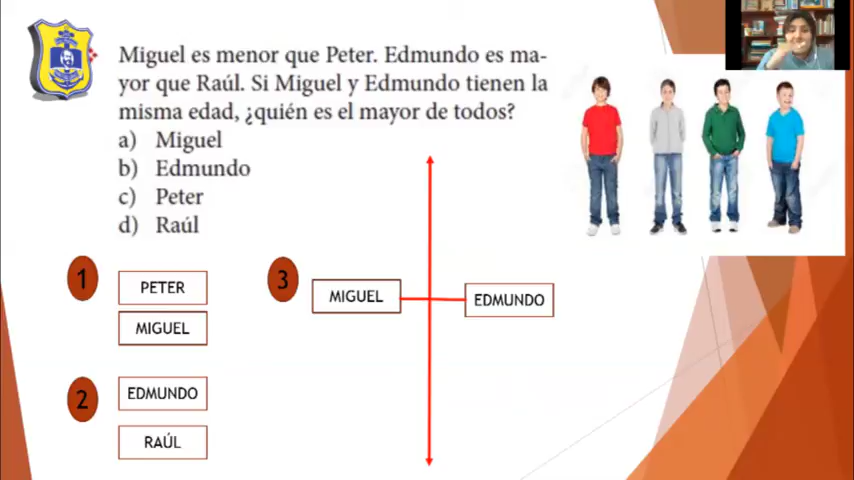 Miguel es menor que Peter. Edmundo es ma-
yor que Raúl. Si Miguel y Edmundo tienen la
misma edad, ¿quién es el mayor de todos?
a) Miguel
b) Edmundo
c) Peter
d) Raúl
1
PETER
MIGUEL
2
EDMUNDO
RAÚL
3
MIGUEL
EDMUNDO